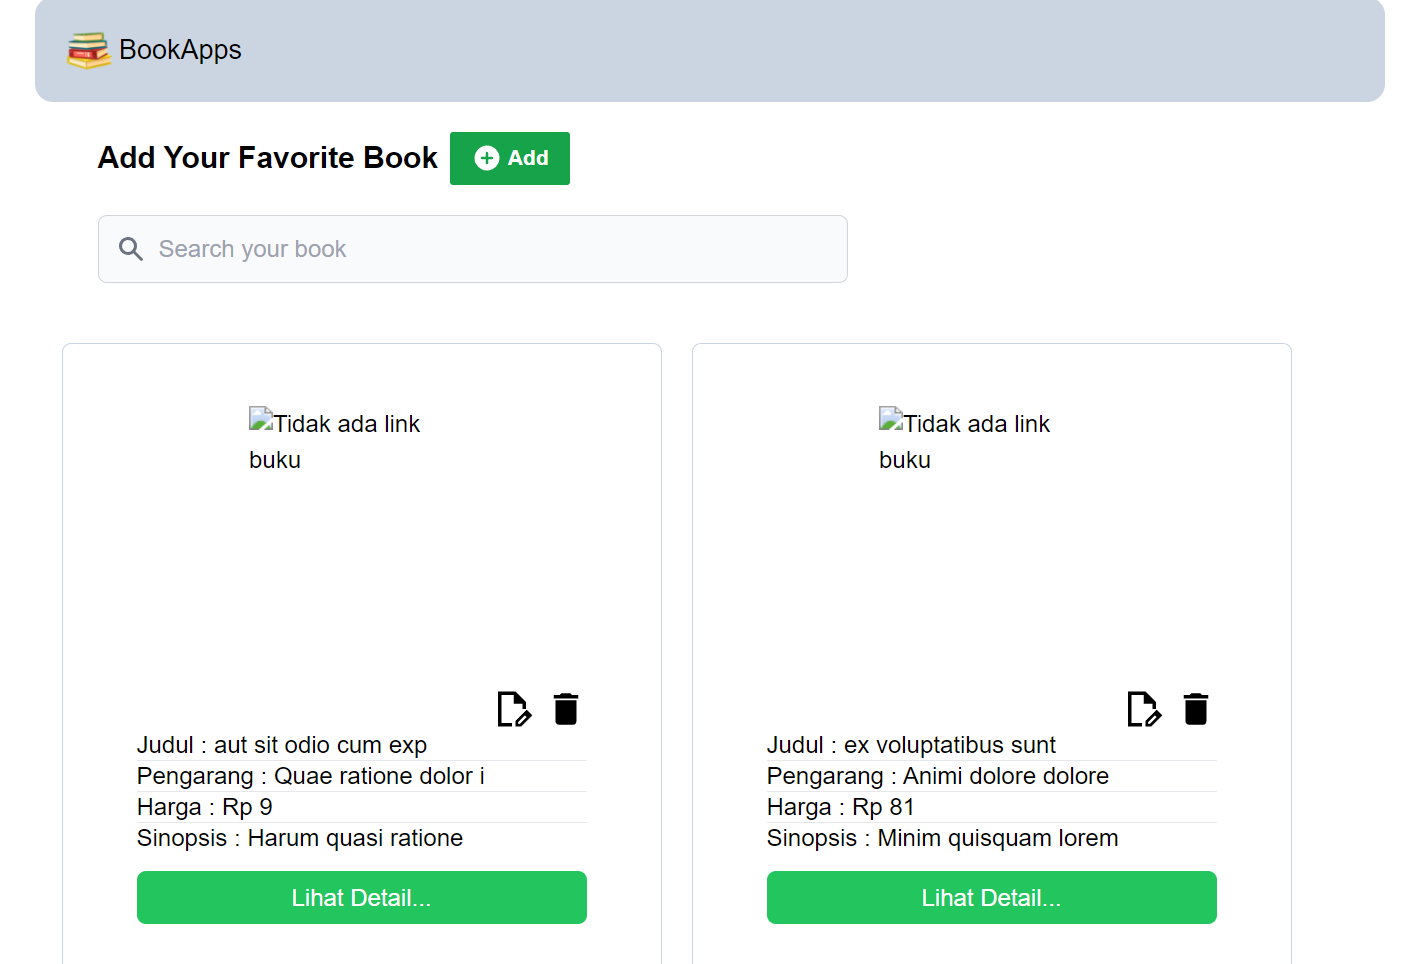 BookApps
Add Your Favorite Book
Add
Search your book
Tidak ada link
buku
Judul : aut sit odio cum exp
Pengarang : Quae ratione dolor i
Harga : Rp 9
Sinopsis : Harum quasi ratione
Lihat Detail...
Tidak ada link
buku
Judul : ex voluptatibus sunt
Pengarang : Animi dolore dolore
Harga : Rp 81
Sinopsis : Minim quisquam lorem
Lihat Detail...